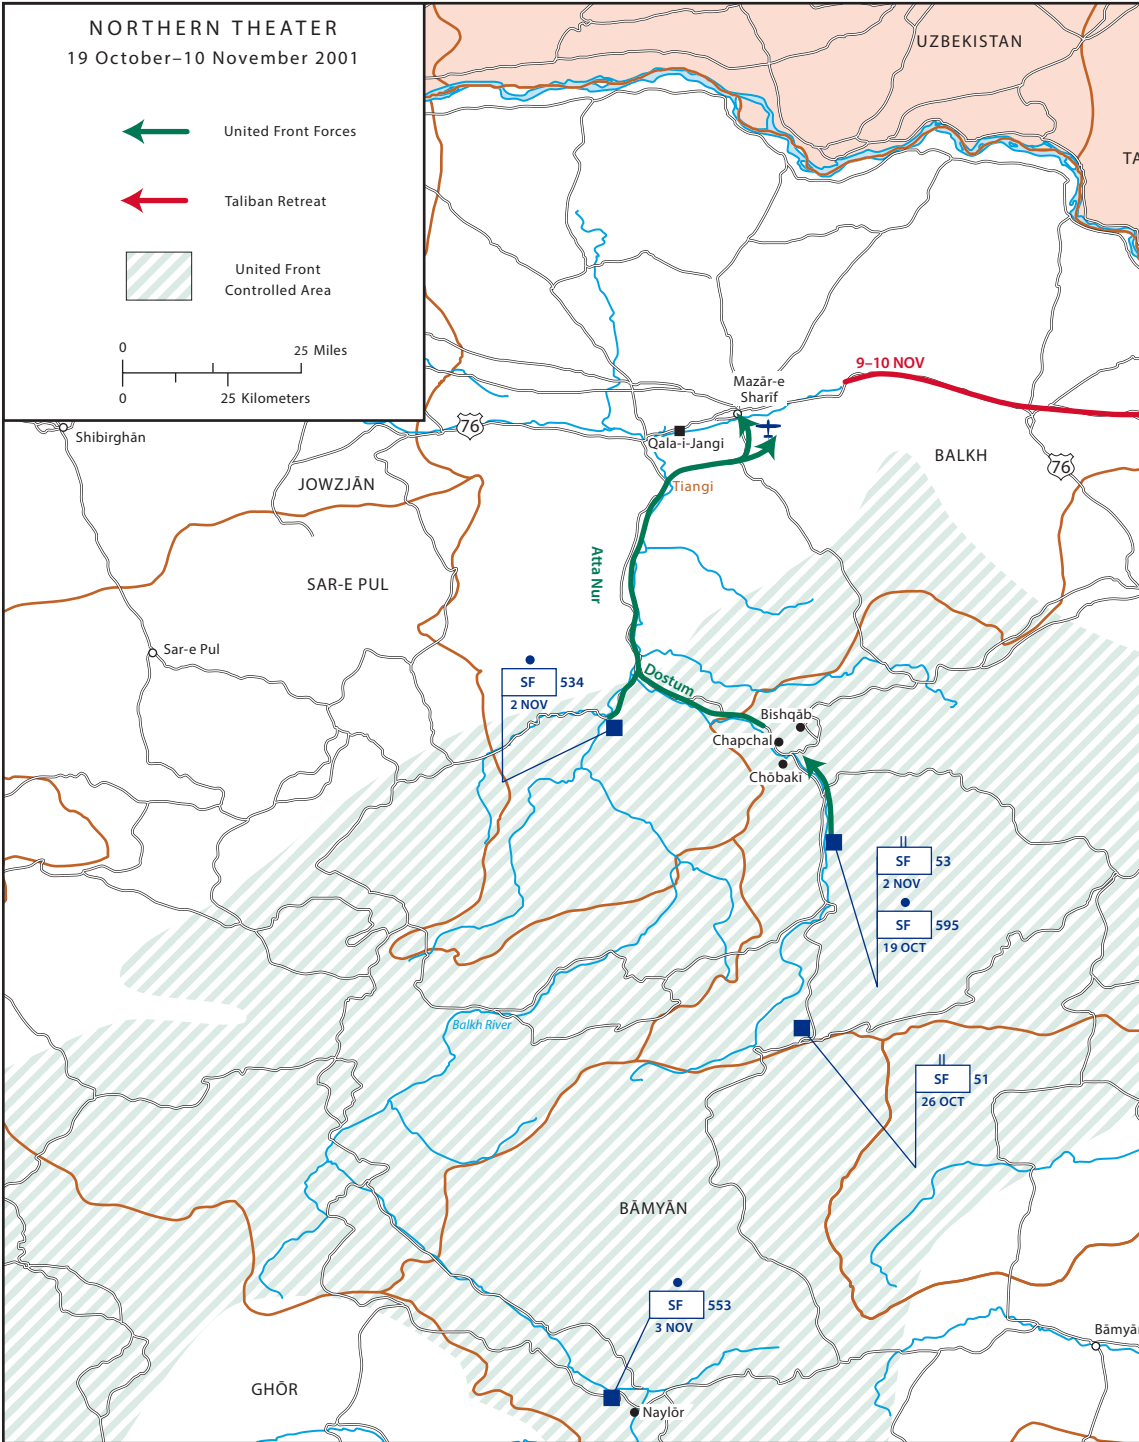 NORTHERN THEATER
19 October–10 November 2001
United Front Forces
Taliban Retreat
United Front
Controlled Area
0
25 Miles
0
25 Kilometers
UZBEKISTAN
TA
9–10 NOV
Mazār-e
Sharīf
76
Shibirghān
Qala-i-Jangi
BALKH
76
JOWZJĀN
Tiangi
Atta Nur
SAR-E PUL
Sar-e Pul
SF 534
2 NOV
Dostum
Bishqāb
Chapchal
Chōbakī
SF 53
2 NOV
SF 595
19 OCT
Balkh River
SF 51
26 OCT
BĀMYĀN
SF 553
3 NOV
Bāmyān
GHŌR
Naylōr